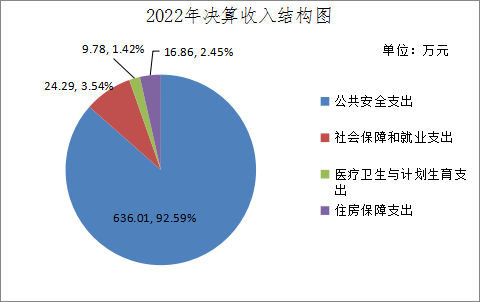 2022年决算收入结构图
单位：万元
9.78, 1.42%
16.86, 2.45%
24.29, 3.54%
636.01, 92.59%
公共安全支出
社会保障和就业支出
医疗卫生与计划生育支
出
住房保障支出